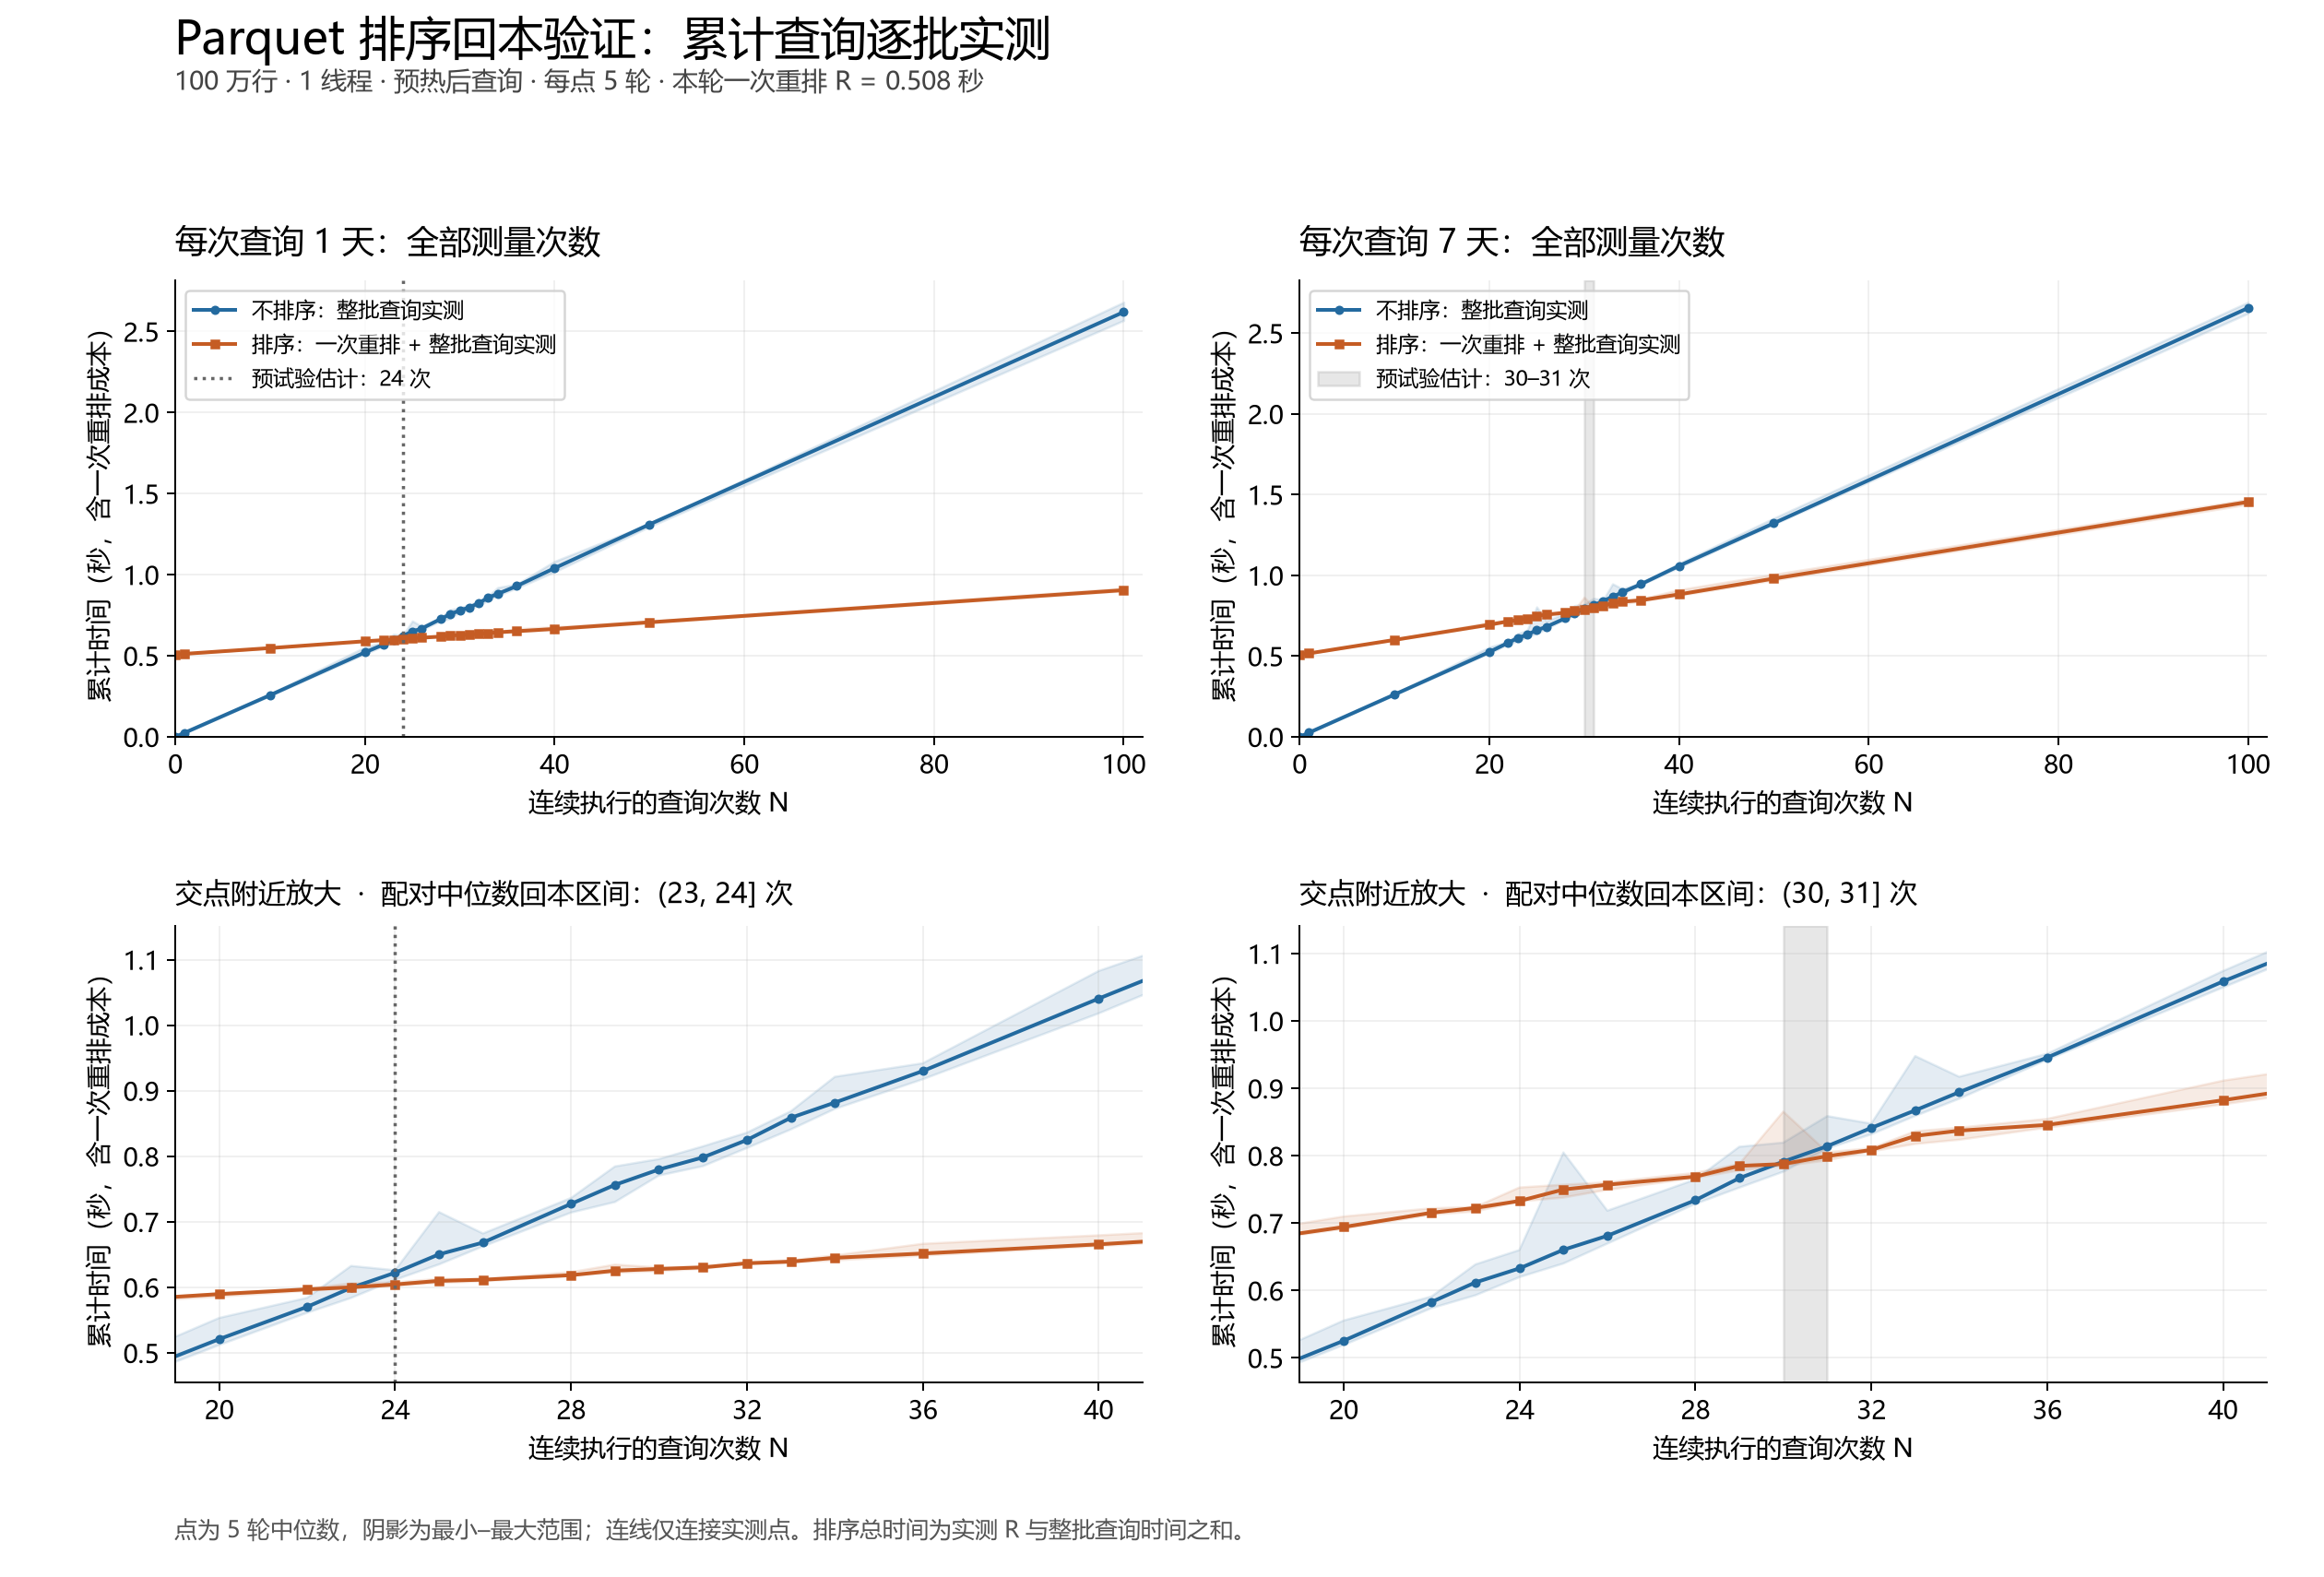 Parquet 排序回本验证：累计查询逐批实测
100 万行 · 1 线程 · 预热后查询 · 每点 5 轮 · 本轮一次重排 R = 0.508 秒
每次查询 1 天：全部测量次数
不排序：整批查询实测
排序：一次重排 + 整批查询实测
预试验估计：24 次
累计时间（秒，含一次重排成本）
2.5
2.0
1.5
1.0
0.5
0.0
0 20 40 60 80 100
连续执行的查询次数 N
每次查询 7 天：全部测量次数
不排序：整批查询实测
排序：一次重排 + 整批查询实测
预试验估计：30–31 次
累计时间（秒，含一次重排成本）
2.5
2.0
1.5
1.0
0.5
0.0
0 20 40 60 80 100
连续执行的查询次数 N
交点附近放大 · 配对中位数回本区间：(23, 24] 次
累计时间（秒，含一次重排成本）
1.1
1.0
0.9
0.8
0.7
0.6
0.5
20 24 28 32 36 40
连续执行的查询次数 N
交点附近放大 · 配对中位数回本区间：(30, 31] 次
累计时间（秒，含一次重排成本）
1.1
1.0
0.9
0.8
0.7
0.6
0.5
20 24 28 32 36 40
连续执行的查询次数 N
点为 5 轮中位数，阴影为最小–最大范围；连线仅连接实测点。排序总时间为实测 R 与整批查询时间之和。